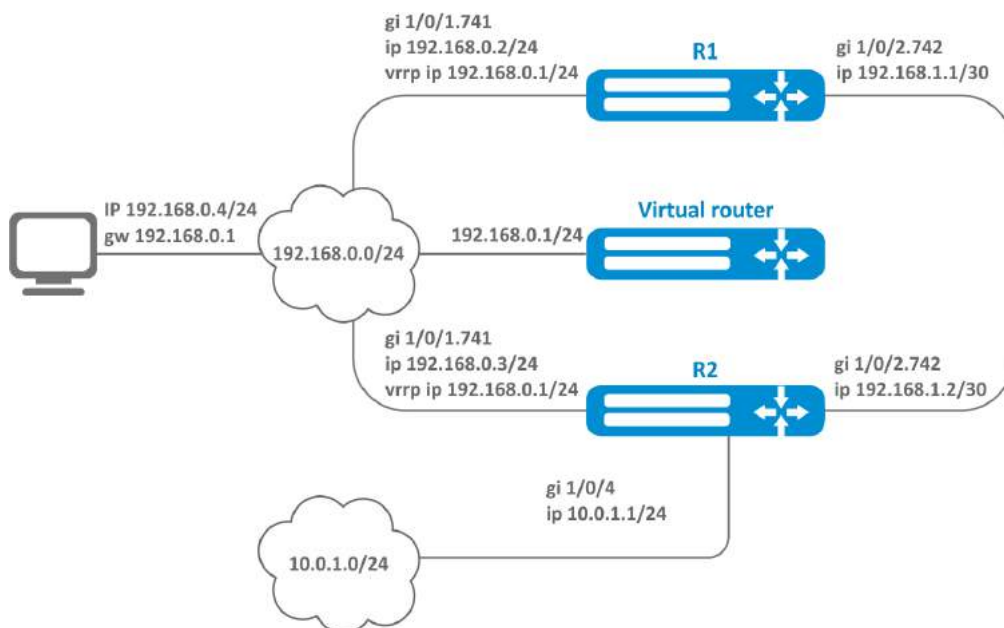 gi 1/0/1.741
ip 192.168.0.2/24
vrrp ip 192.168.0.1/24
R1
gi 1/0/2.742
ip 192.168.1.1/30
IP 192.168.0.4/24
gw 192.168.0.1
192.168.0.0/24
192.168.0.1/24
Virtual router
gi 1/0/1.741
ip 192.168.0.3/24
vrrp ip 192.168.0.1/24
R2
gi 1/0/2.742
ip 192.168.1.2/30
gi 1/0/4
ip 10.0.1.1/24
10.0.1.0/24